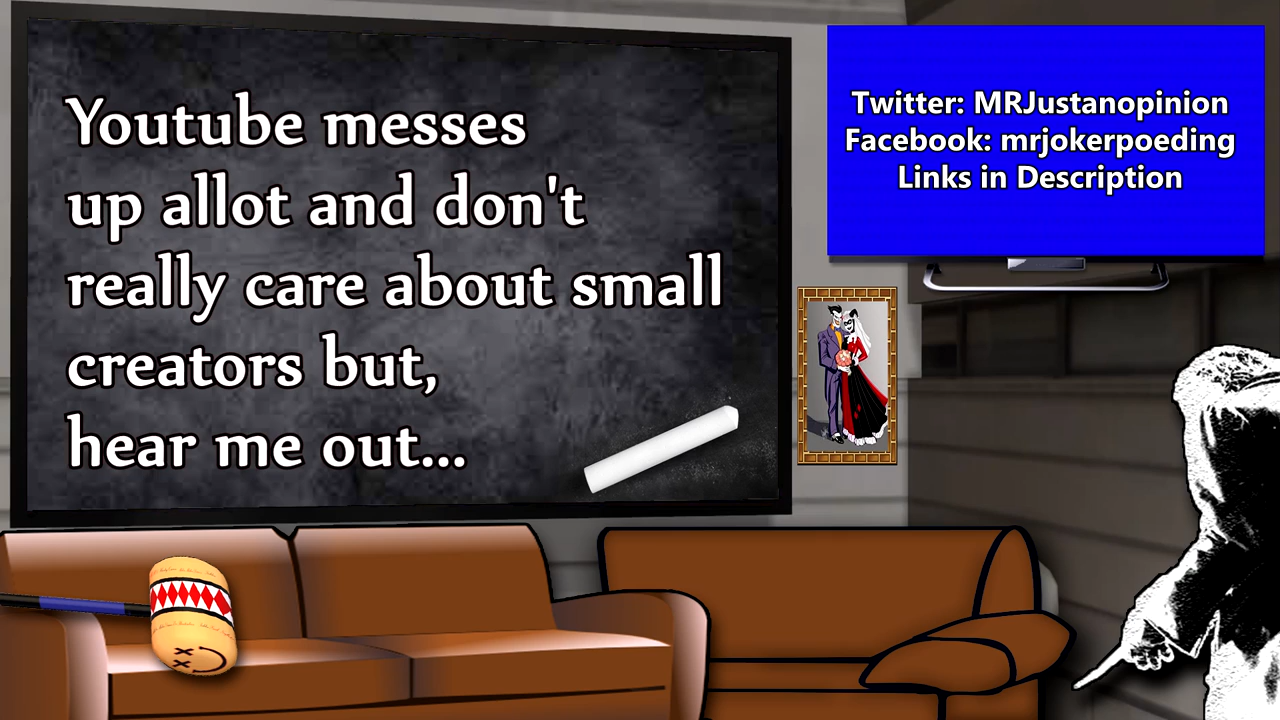 Youtube messes
up allot and don't
really care about small
creators but,
hear me out...
Twitter: MRJustanopinion
Facebook: mrjokerpoeding
Links in Description